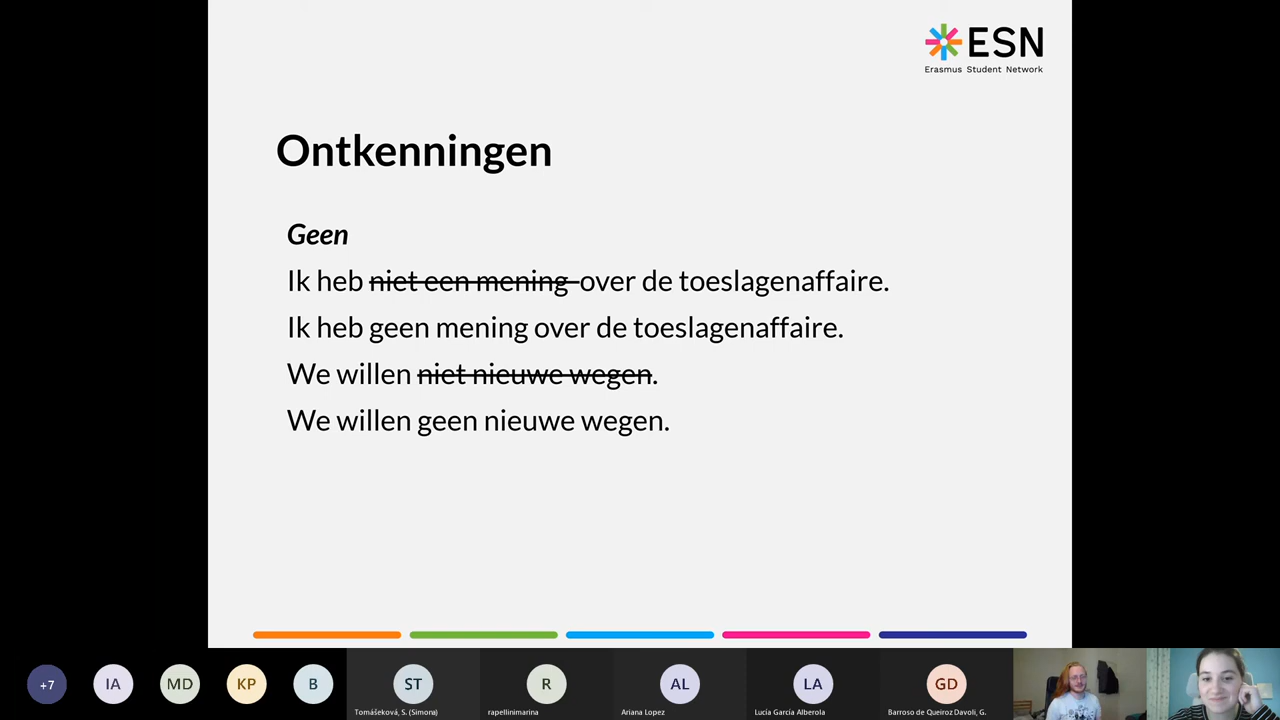 ESN
Erasmus Student Network
Ontkenningen
Geen
Ik heb niet een mening over de toeslagenaffaire.
Ik heb geen mening over de toeslagenaffaire.
We willen niet nieuwe wegen.
We willen geen nieuwe wegen.
+7
IA
MD
KP
B
ST
R
AL
LA
GD
Tomášeková, S. (Simona)
rapellinimarina
Ariana Lopez
Lucía García Alberola
Barroso de Queiroz Davoli, G.